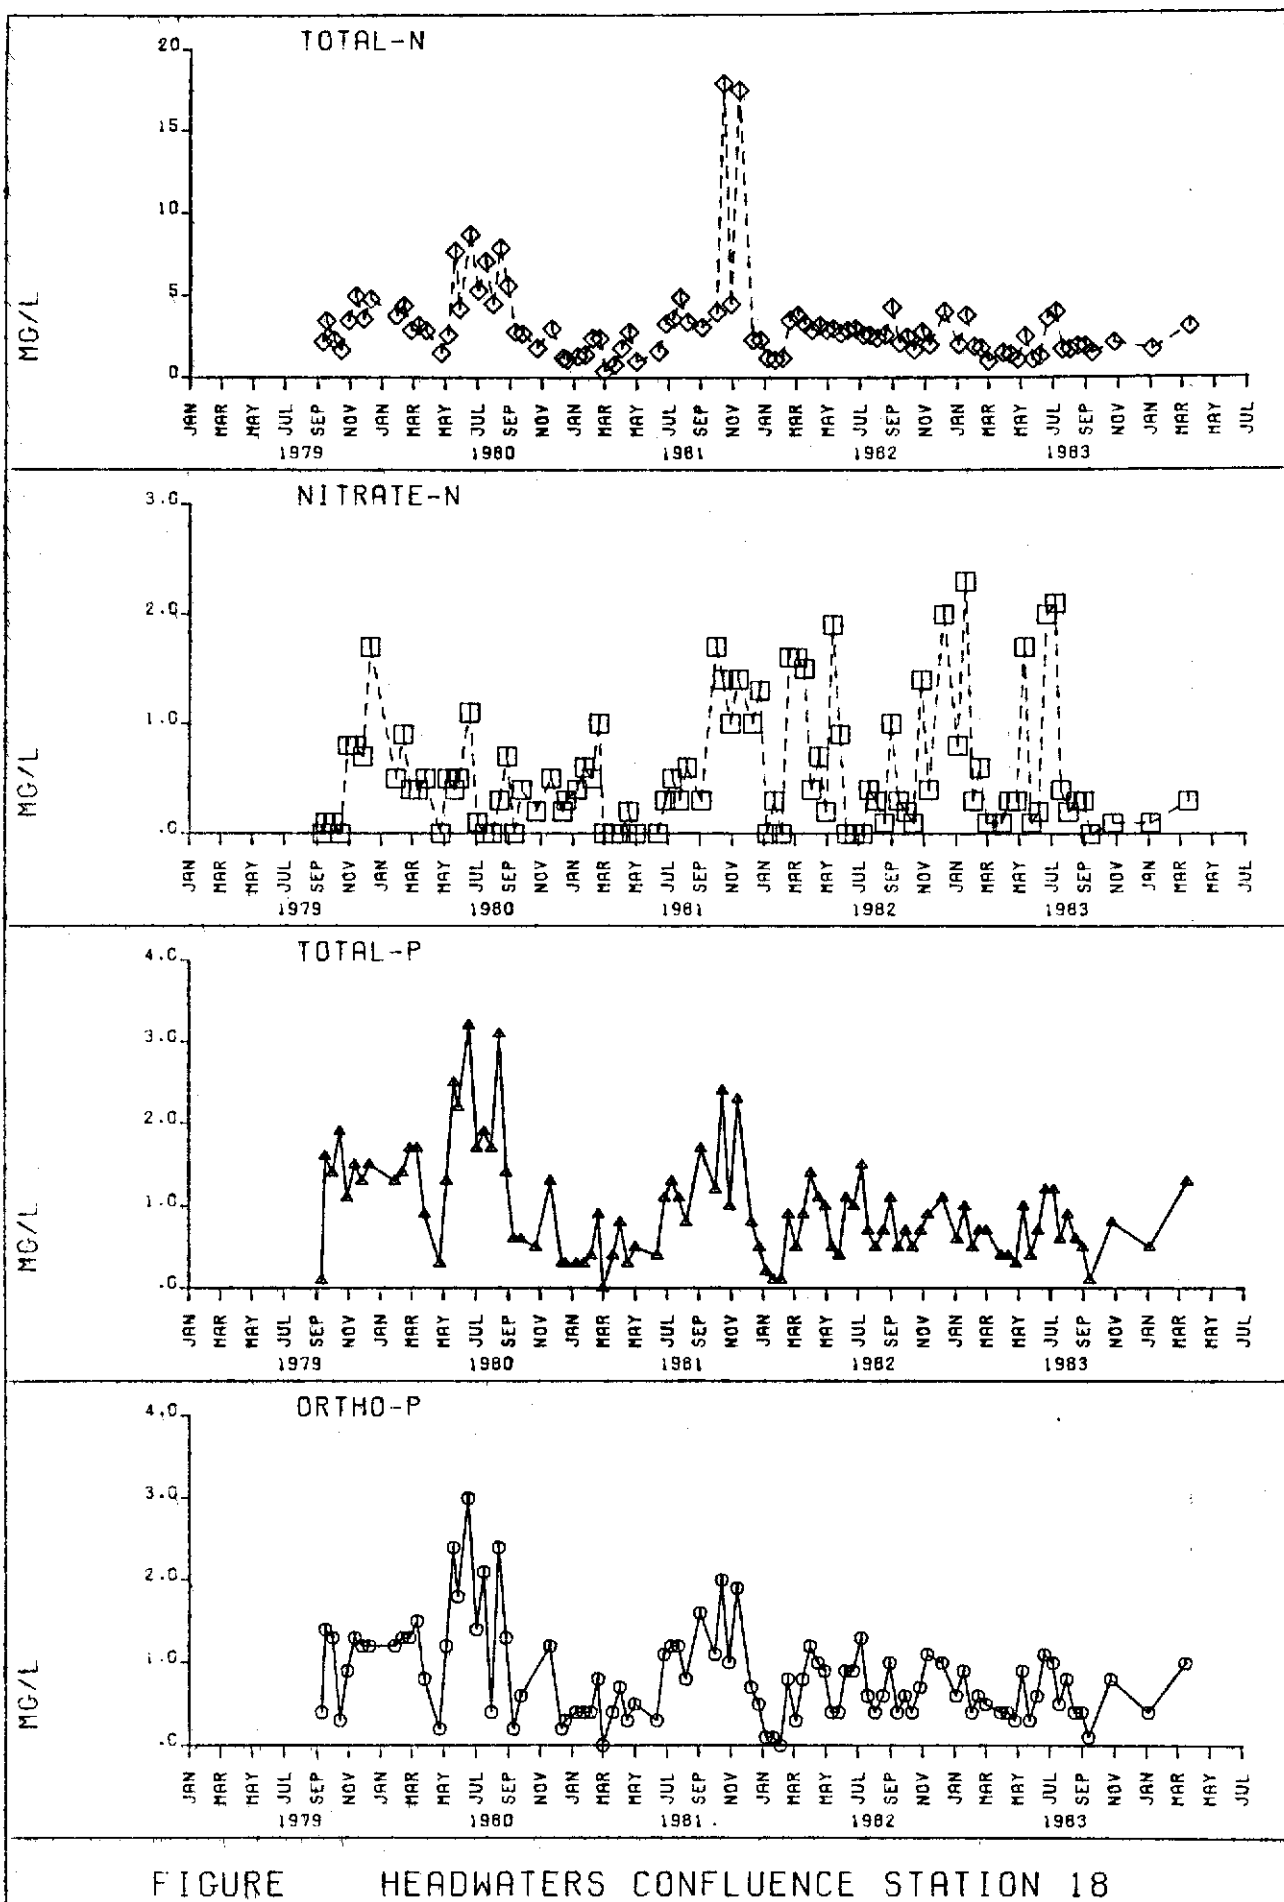 TOTAL-N
20
15
10
5
0
MG/L
JAN MAR MAY JUL SEP NOV JAN MAR MAY JUL SEP NOV JAN MAR MAY JUL SEP NOV JAN MAR MAY JUL SEP NOV JAN MAR MAY JUL SEP NOV JAN MAR MAY JUL
1979 1980 1981 1982 1983
NITRATE-N
3.0
2.0
1.0
.0
MG/L
JAN MAR MAY JUL SEP NOV JAN MAR MAY JUL SEP NOV JAN MAR MAY JUL SEP NOV JAN MAR MAY JUL SEP NOV JAN MAR MAY JUL SEP NOV JAN MAR MAY JUL
1979 1980 1981 1982 1983
TOTAL-P
4.0
3.0
2.0
1.0
.0
MG/L
JAN MAR MAY JUL SEP NOV JAN MAR MAY JUL SEP NOV JAN MAR MAY JUL SEP NOV JAN MAR MAY JUL SEP NOV JAN MAR MAY JUL SEP NOV JAN MAR MAY JUL
1979 1980 1981 1982 1983
ORTHO-P
4.0
3.0
2.0
1.0
.0
MG/L
JAN MAR MAY JUL SEP NOV JAN MAR MAY JUL SEP NOV JAN MAR MAY JUL SEP NOV JAN MAR MAY JUL SEP NOV JAN MAR MAY JUL SEP NOV JAN MAR MAY JUL
1979 1980 1981 1982 1983
FIGURE HEADWATERS CONFLUENCE STATION 18